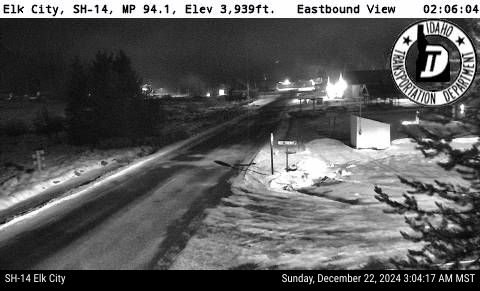 Elk City, SH-14, MP 94.1, Elev 3,939ft. Eastbound View 02:06:04
IDAHO
TRANSPORTATION DEPARTMENT
SH-14 Elk City Sunday, December 22, 2024 3:04:17 AM MST